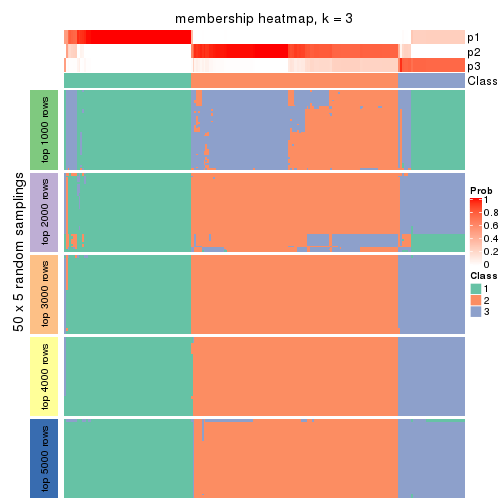 membership heatmap, k = 3
p1
p2
p3
Class
50 x 5 random samplings
top 1000 rows
top 2000 rows
top 3000 rows
top 4000 rows
top 5000 rows
Prob
1
0.8
0.6
0.4
0.2
0
Class
1
2
3